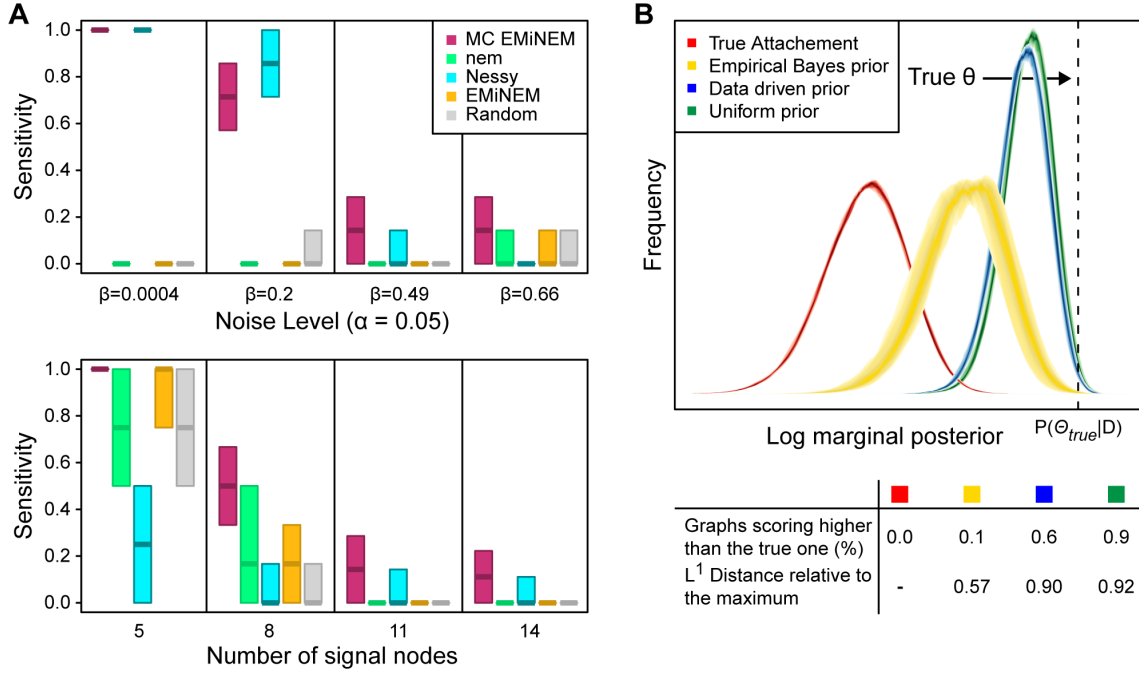 A
1.0
0.8
0.6
0.4
0.2
0.0
Sensitivity
MC EMiNEM
nem
Nessy
EMiNEM
Random
β=0.0004
β=0.2
β=0.49
β=0.66
Noise Level (α = 0.05)
1.0
0.8
0.6
0.4
0.2
0.0
Sensitivity
5
8
11
14
Number of signal nodes
B
True Attachement
Empirical Bayes prior
Data driven prior
Uniform prior
True θ
Frequency
Log marginal posterior
P(Θtrue|D)
Graphs scoring higher
than the true one (%)
0.0
0.1
0.6
0.9
L¹ Distance relative to
the maximum
-
0.57
0.90
0.92